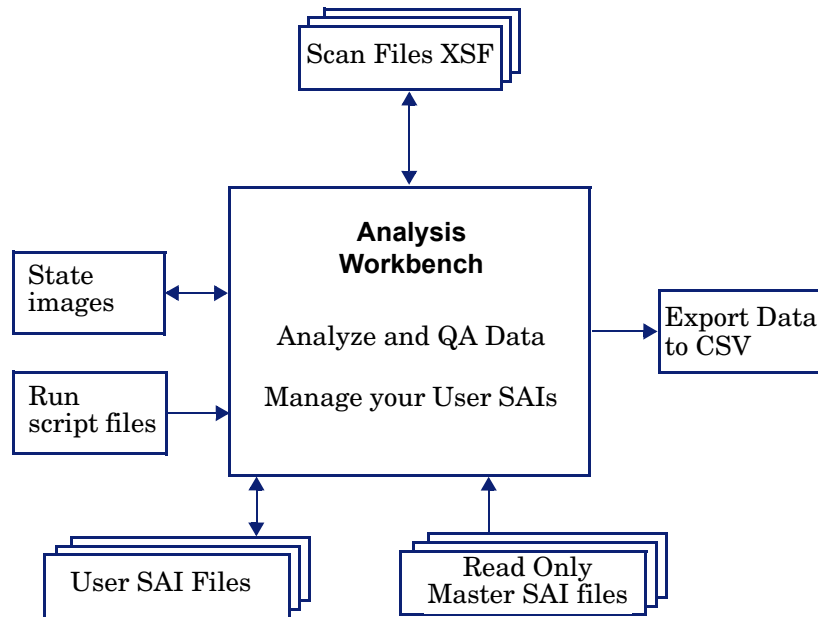 Scan Files XSF
Analysis
Workbench
State
images
Analyze and QA Data
Export Data
to CSV
Run
script files
Manage your User SAIs
User SAI Files
Read Only
Master SAI files